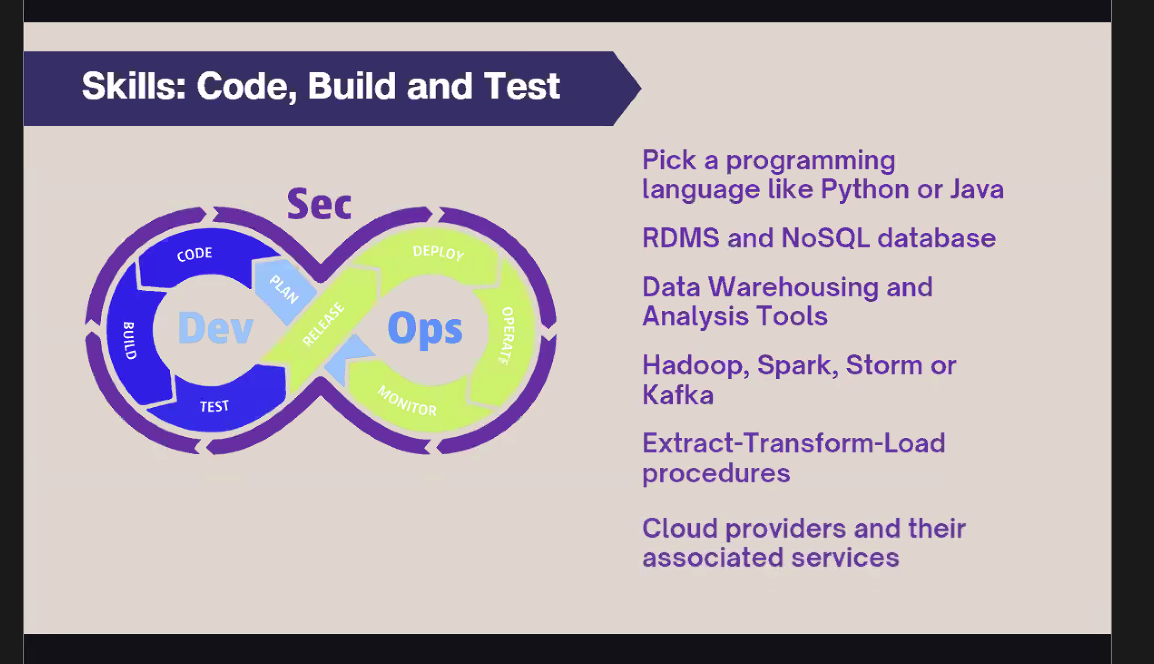 Skills: Code, Build and Test
Sec
CODE
PLAN
BUILD
Dev
TEST
RELEASE
DEPLOY
Ops
OPERATE
MONITOR
Pick a programming
language like Python or Java
RDMS and NoSQL database
Data Warehousing and
Analysis Tools
Hadoop, Spark, Storm or
Kafka
Extract-Transform-Load
procedures
Cloud providers and their
associated services